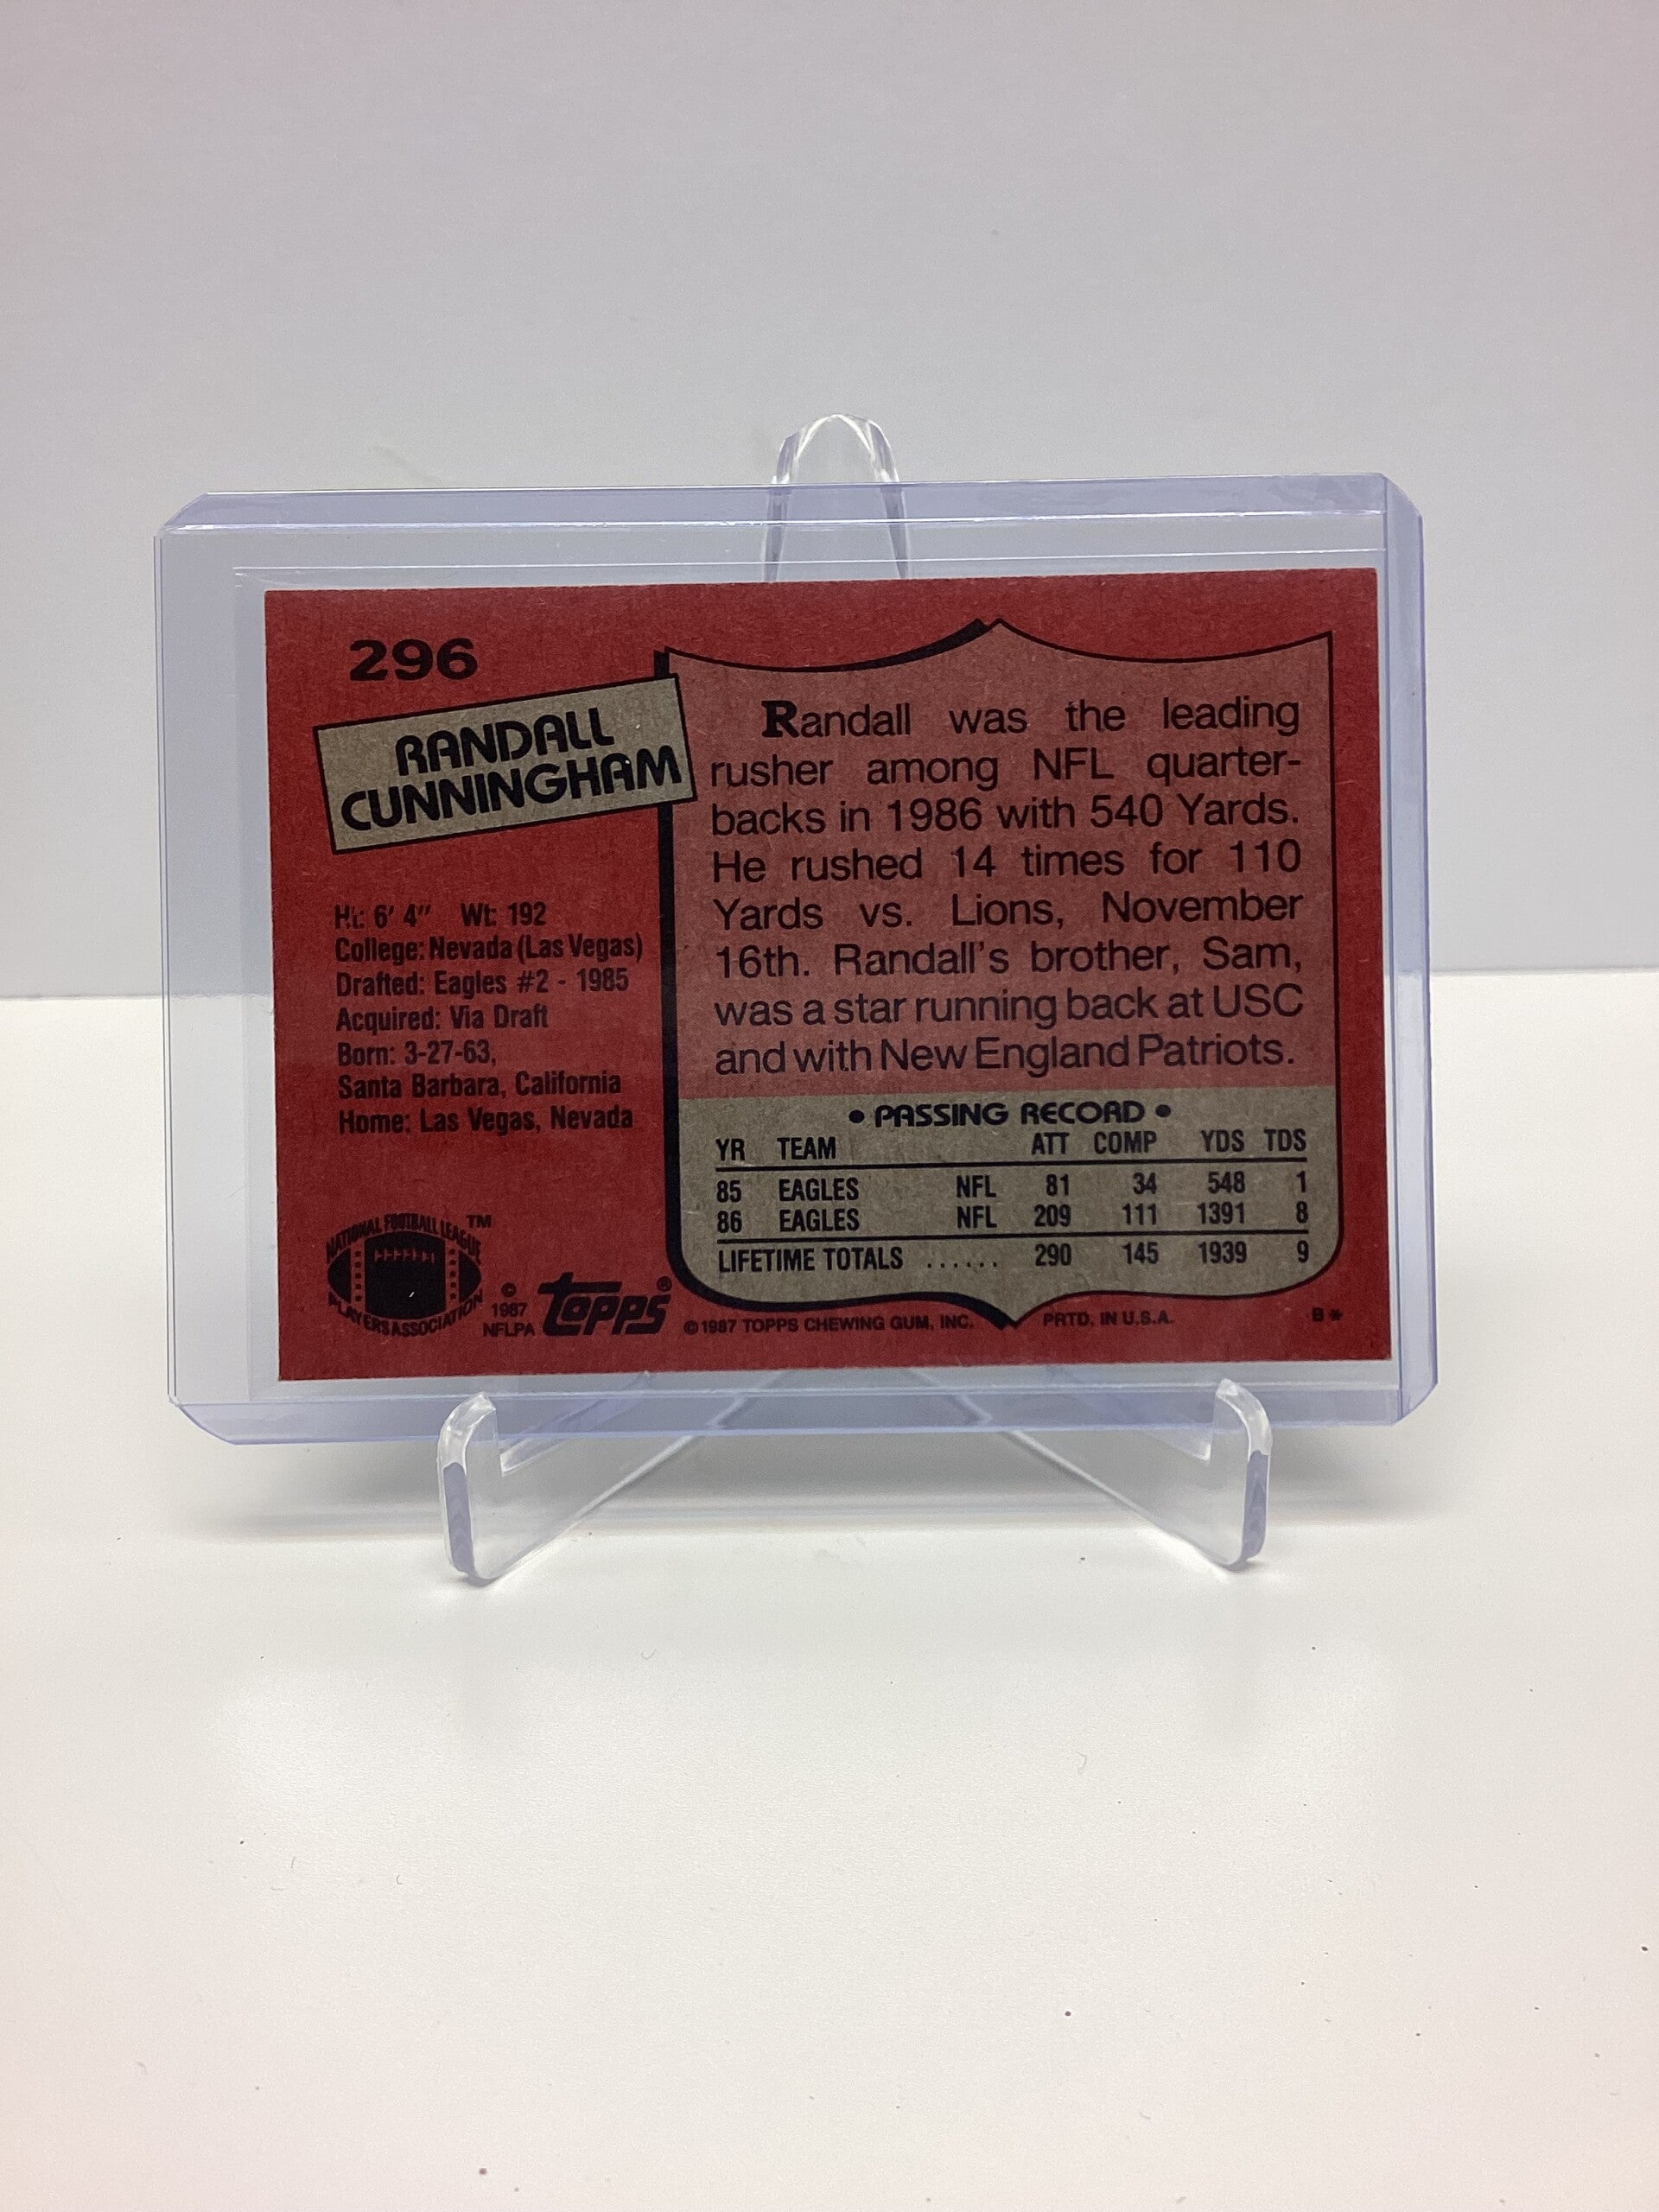 296
RANDALL
CUNNINGHAM
Ht: 6' 4" Wt: 192
College: Nevada (Las Vegas)
Drafted: Eagles #2 - 1985
Acquired: Via Draft
Born: 3-27-63,
Santa Barbara, California
Home: Las Vegas, Nevada
Randall was the leading
rusher among NFL quarter-
backs in 1986 with 540 Yards.
He rushed 14 times for 110
Yards vs. Lions, November
16th. Randall's brother, Sam,
was a star running back at USC
and with New England Patriots.
• PASSING RECORD •
YR TEAM ATT COMP YDS TDS
85 EAGLES NFL 81 34 548 1
86 EAGLES NFL 209 111 1391 8
LIFETIME TOTALS ...... 290 145 1939 9
NATIONAL FOOTBALL LEAGUE ™
PLAYERS ASSOCIATION
©
1987
NFLPA
topps®
© 1987 TOPPS CHEWING GUM, INC. PRTD. IN U.S.A. B*